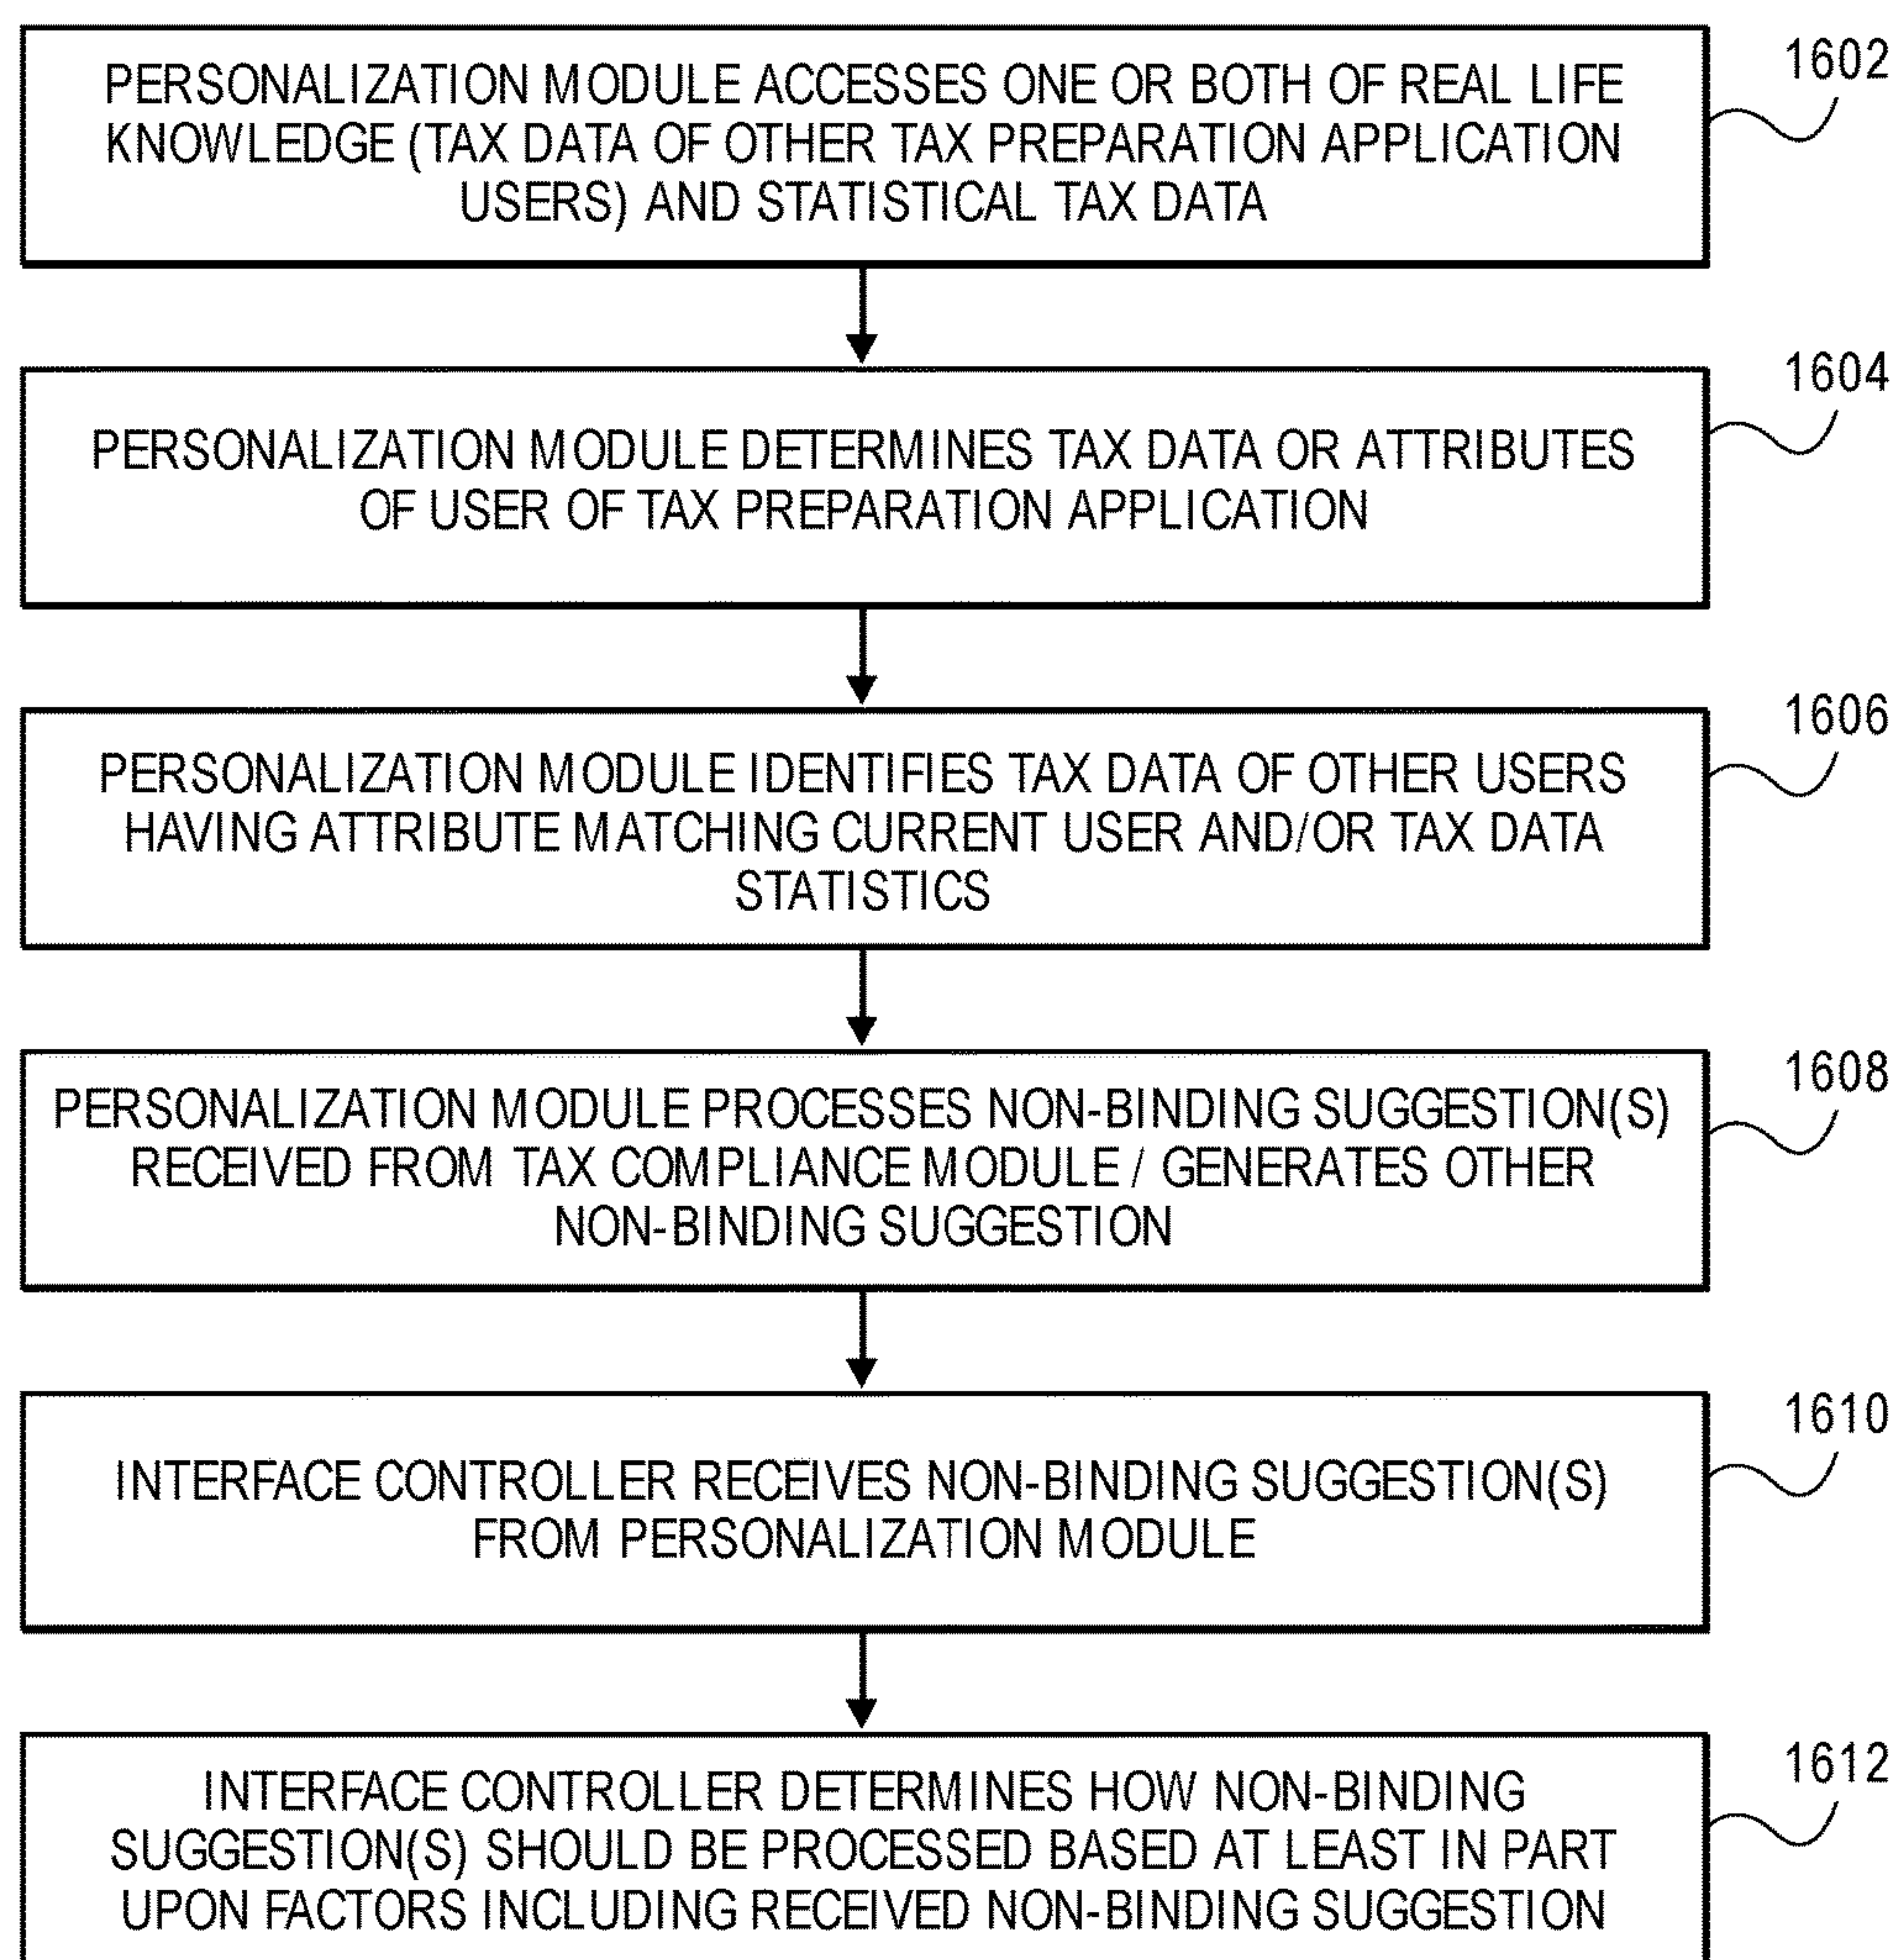 PERSONALIZATION MODULE ACCESSES ONE OR BOTH OF REAL LIFE
KNOWLEDGE (TAX DATA OF OTHER TAX PREPARATION APPLICATION
USERS) AND STATISTICAL TAX DATA
1602
PERSONALIZATION MODULE DETERMINES TAX DATA OR ATTRIBUTES
OF USER OF TAX PREPARATION APPLICATION
1604
PERSONALIZATION MODULE IDENTIFIES TAX DATA OF OTHER USERS
HAVING ATTRIBUTE MATCHING CURRENT USER AND/OR TAX DATA
STATISTICS
1606
PERSONALIZATION MODULE PROCESSES NON-BINDING SUGGESTION(S)
RECEIVED FROM TAX COMPLIANCE MODULE / GENERATES OTHER
NON-BINDING SUGGESTION
1608
INTERFACE CONTROLLER RECEIVES NON-BINDING SUGGESTION(S)
FROM PERSONALIZATION MODULE
1610
INTERFACE CONTROLLER DETERMINES HOW NON-BINDING
SUGGESTION(S) SHOULD BE PROCESSED BASED AT LEAST IN PART
UPON FACTORS INCLUDING RECEIVED NON-BINDING SUGGESTION
1612